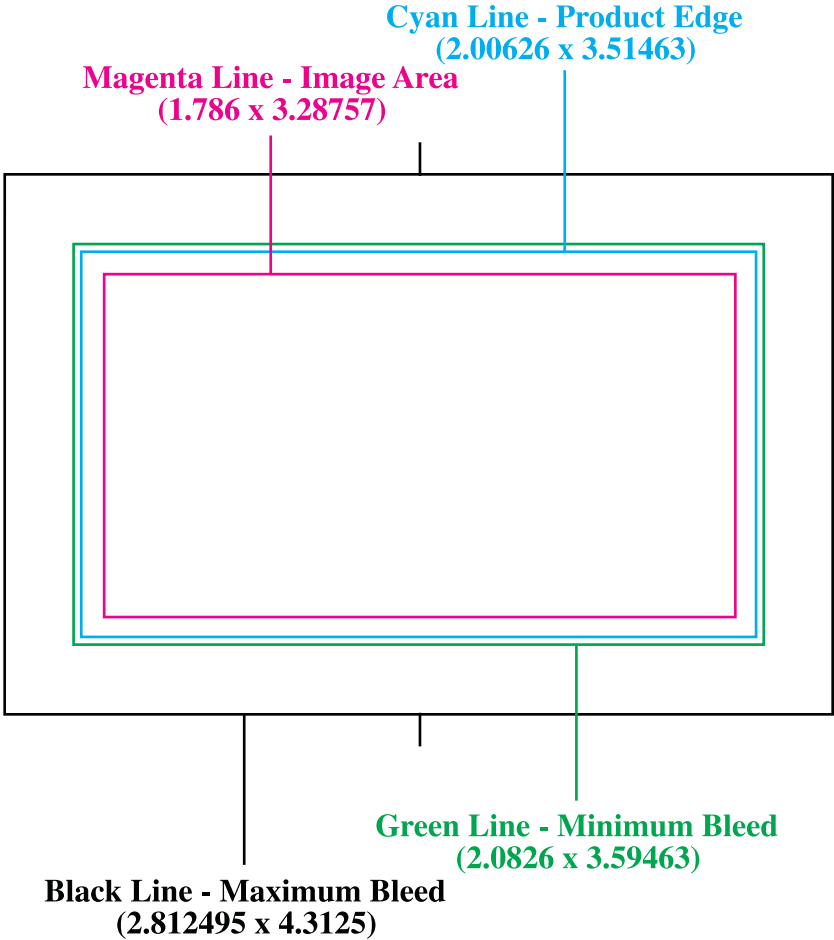 Cyan Line - Product Edge
(2.00626 x 3.51463)
Magenta Line - Image Area
(1.786 x 3.28757)
Green Line - Minimum Bleed
(2.0826 x 3.59463)
Black Line - Maximum Bleed
(2.812495 x 4.3125)